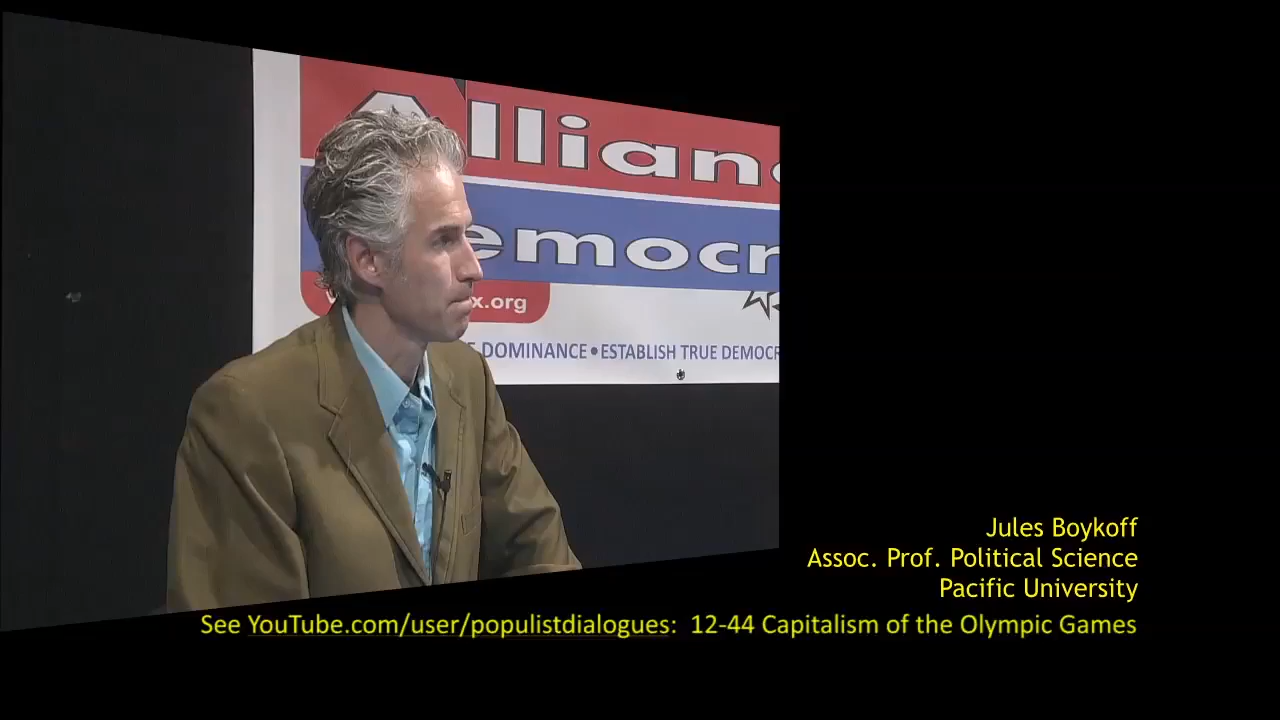 Allianc
emocr
x.org
DOMINANCE•ESTABLISH TRUE DEMOCR
Jules Boykoff
Assoc. Prof. Political Science
Pacific University
See YouTube.com/user/populistdialogues: 12-44 Capitalism of the Olympic Games